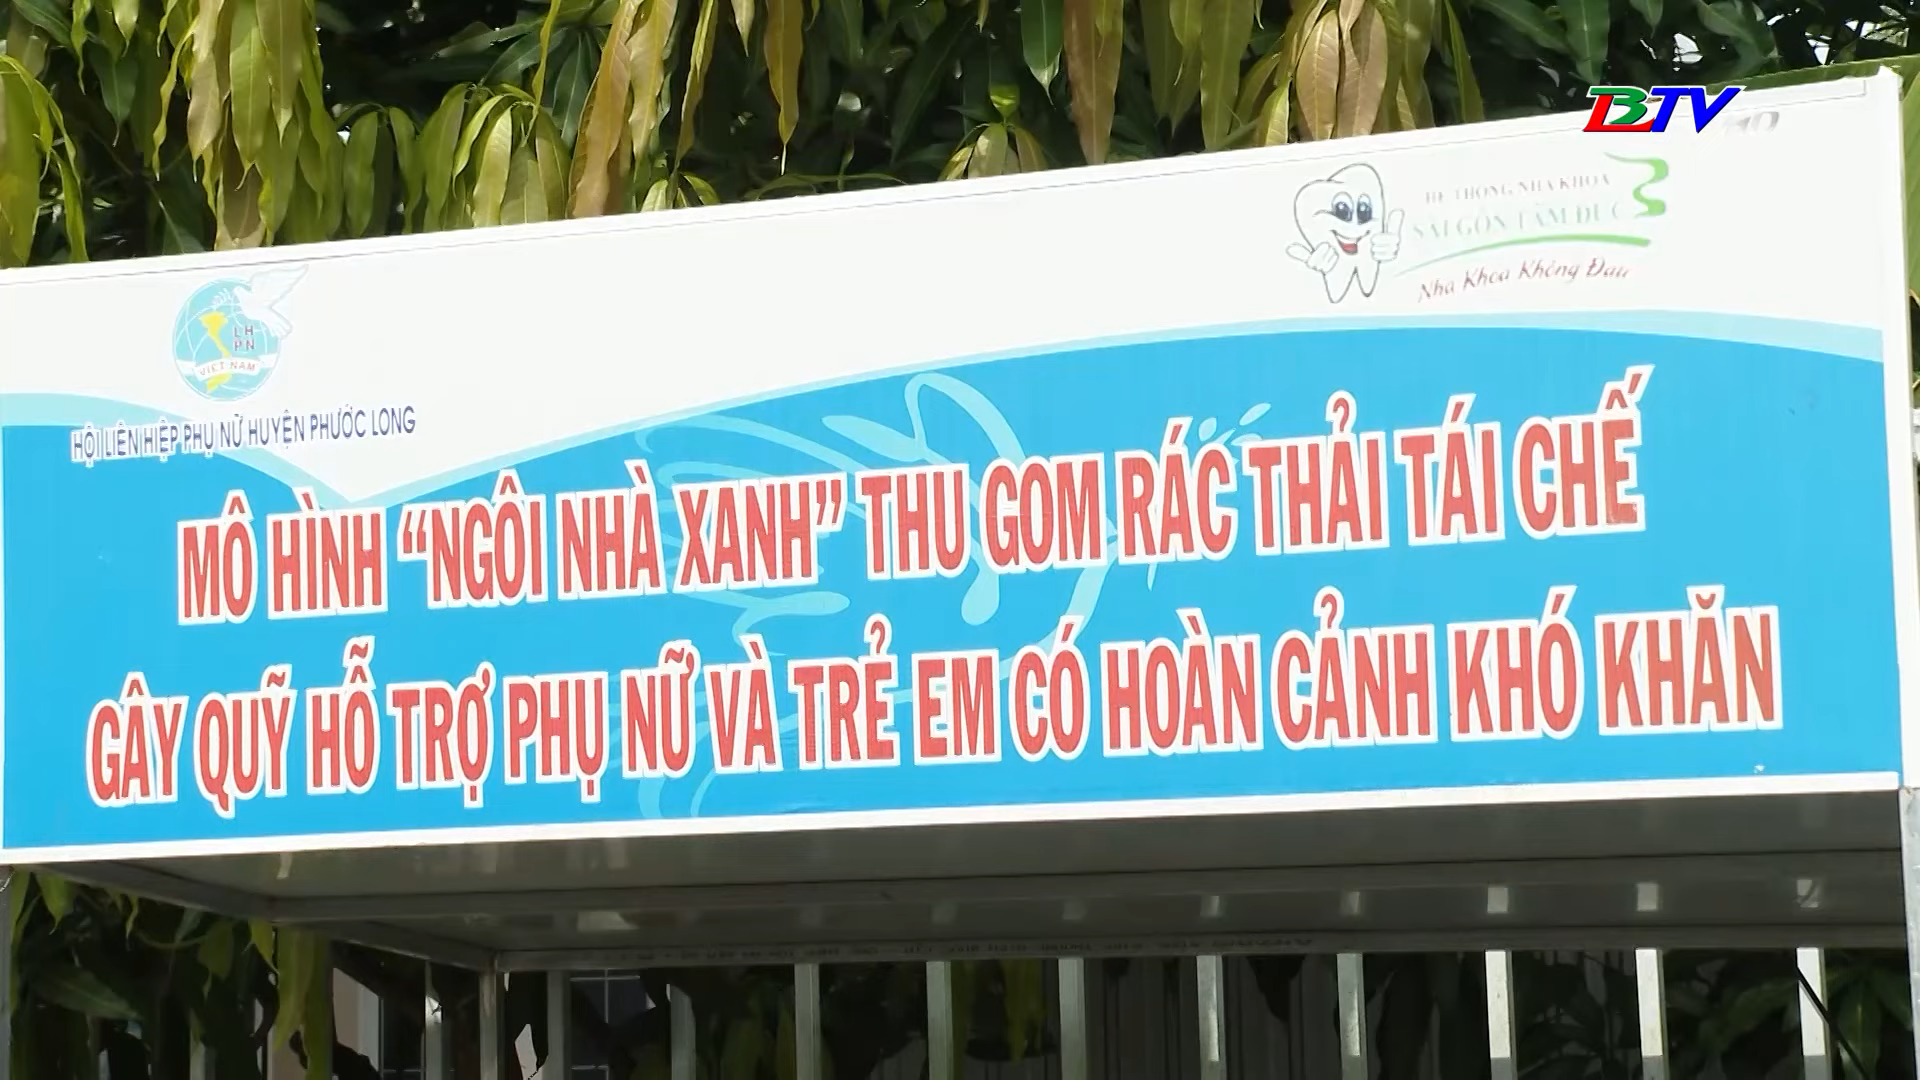 BTV
HỆ THỐNG NHA KHOA
SÀI GÒN TÂM ĐỨC
Nha Khoa Không Đau
LH
PN
VIỆT NAM
HỘI LIÊN HIỆP PHỤ NỮ HUYỆN PHƯỚC LONG
MÔ HÌNH “NGÔI NHÀ XANH” THU GOM RÁC THẢI TÁI CHẾ
GÂY QUỸ HỖ TRỢ PHỤ NỮ VÀ TRẺ EM CÓ HOÀN CẢNH KHÓ KHĂN